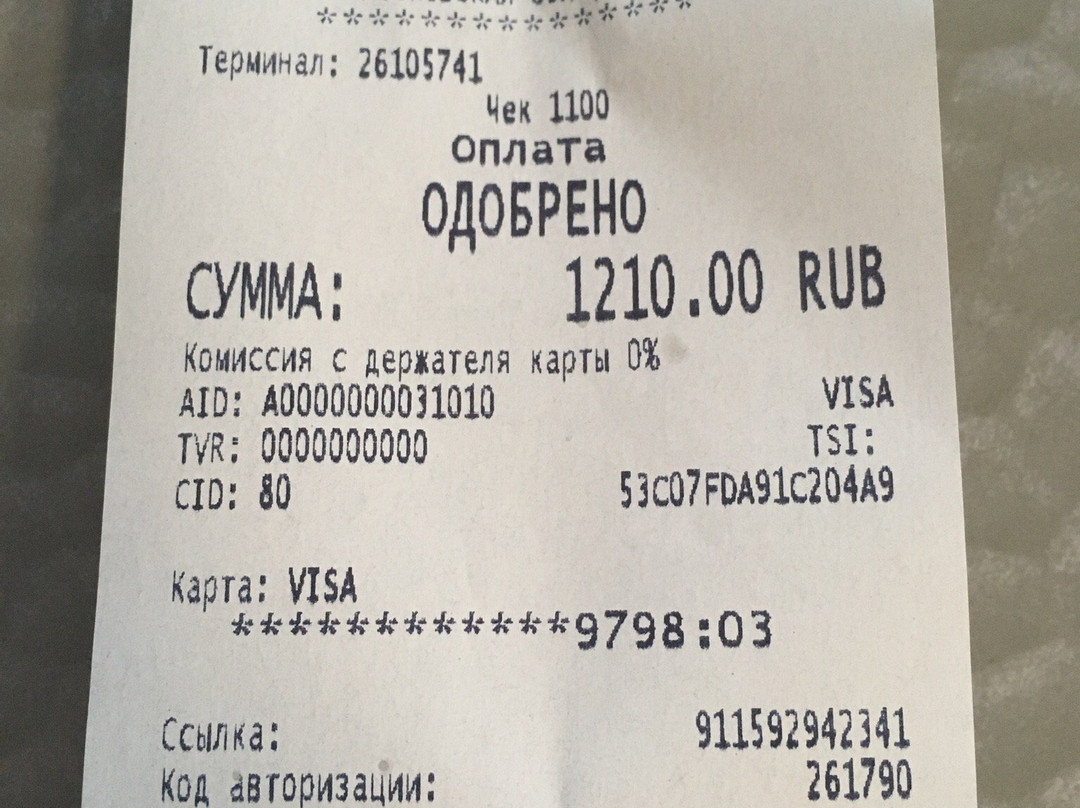 ****************
Терминал: 26105741
Чек 1100
Оплата
ОДОБРЕНО
СУММА: 1210.00 RUB
Комиссия с держателя карты 0%
AID: A0000000031010 VISA
TVR: 0000000000 TSI:
CID: 80 53C07FDA91C204A9
Карта: VISA
************9798:03
Ссылка: 911592942341
Код авторизации: 261790